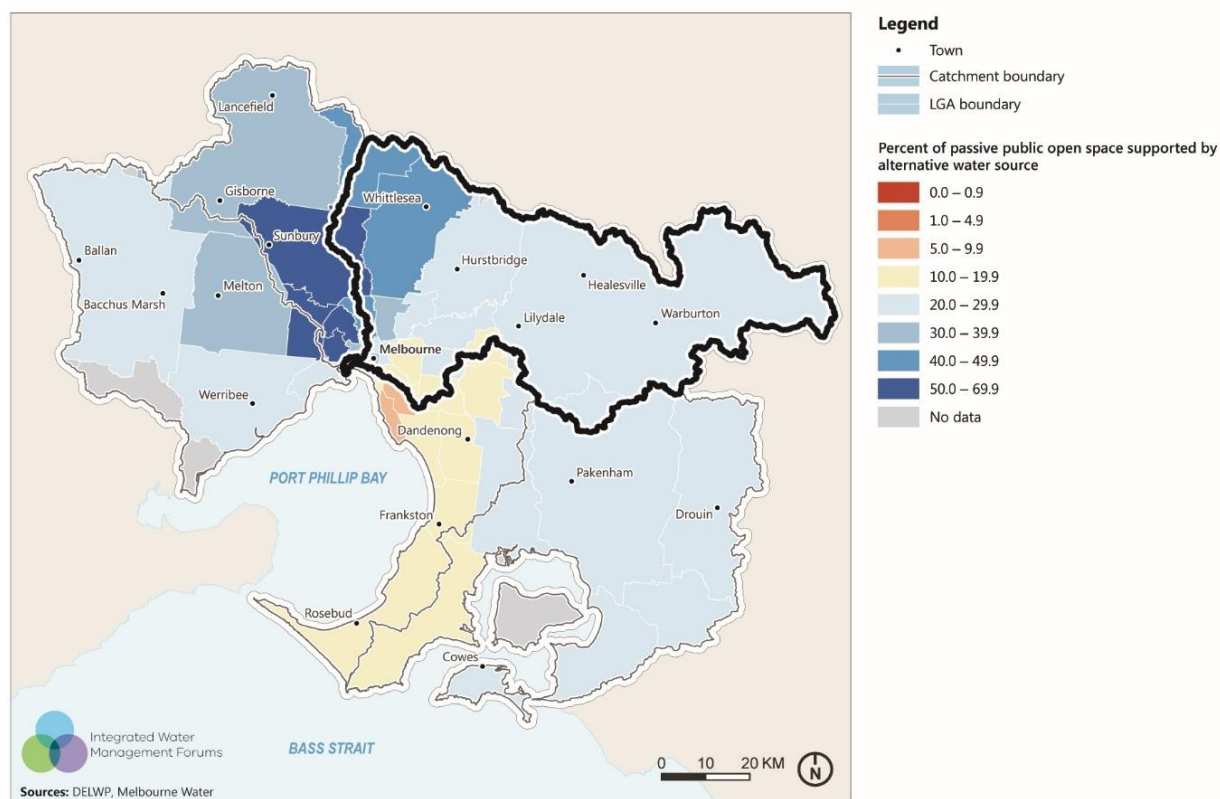 Lancefield
Gisborne
Whittlesea
Sunbury
Ballan
Hurstbridge
Healesville
Melton
Bacchus Marsh
Lilydale
Warburton
Melbourne
Werribee
Dandenong
PORT PHILLIP BAY
Pakenham
Drouin
Frankston
Rosebud
Cowes
BASS STRAIT
Integrated Water
Management Forums
0 10 20 KM
N
Sources: DELWP, Melbourne Water
Legend
Town
Catchment boundary
LGA boundary
Percent of passive public open space supported by
alternative water source
0.0 – 0.9
1.0 – 4.9
5.0 – 9.9
10.0 – 19.9
20.0 – 29.9
30.0 – 39.9
40.0 – 49.9
50.0 – 69.9
No data